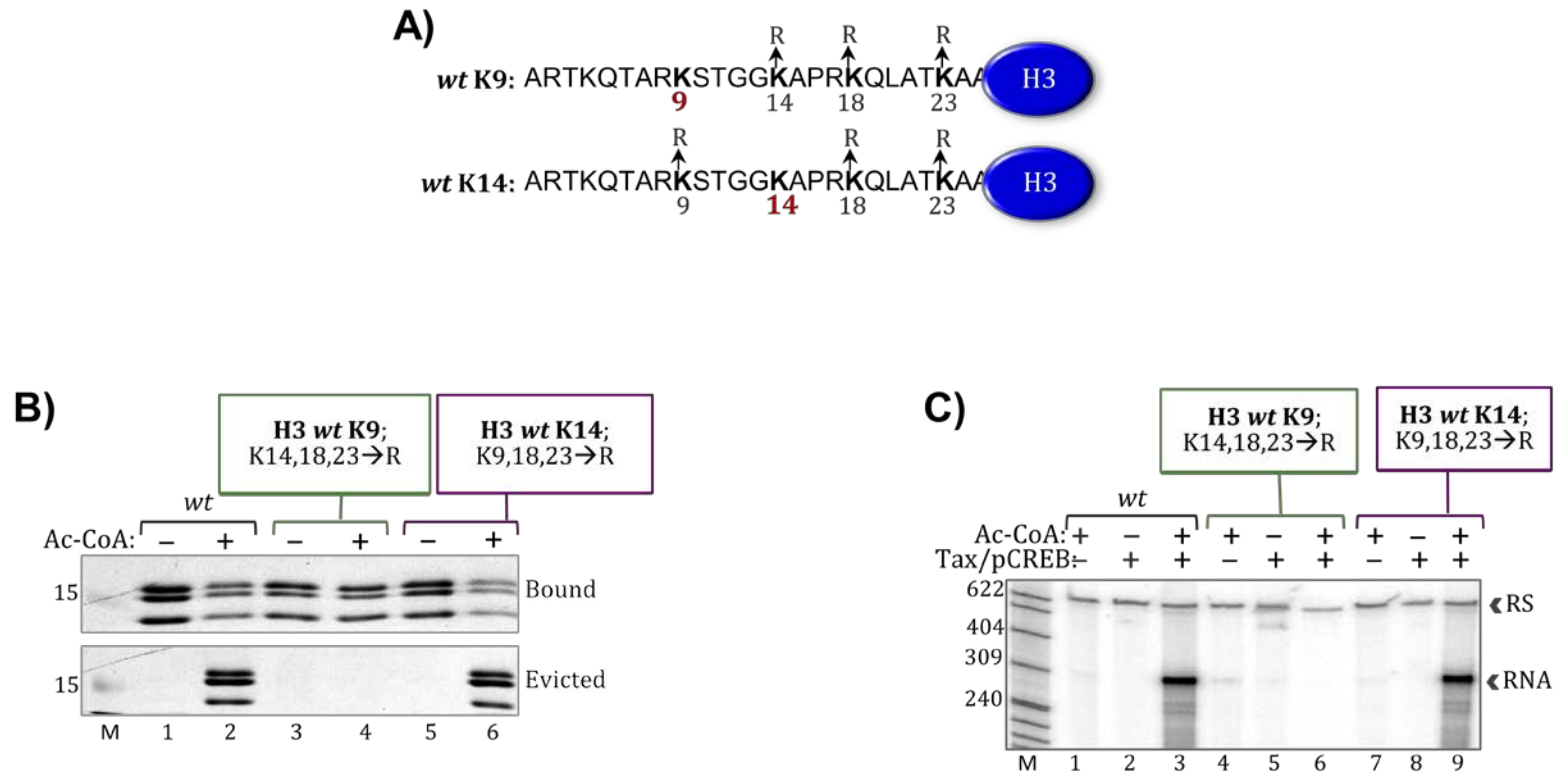 A)
R R R
wt K9: ARTKQTARKSTGGKAPRKQLATKAA H3
9 14 18 23
R R R
wt K14: ARTKQTARKSTGGKAPRKQLATKAA H3
9 14 18 23
B)
H3 wt K9;
K14,18,23→R
H3 wt K14;
K9,18,23→R
wt
Ac-CoA: – + – + – +
15 Bound
15 Evicted
M 1 2 3 4 5 6
C)
H3 wt K9;
K14,18,23→R
H3 wt K14;
K9,18,23→R
wt
Ac-CoA: + – + + – + + – +
Tax/pCREB: – + + – + + – + +
622
RS
404
309
RNA
240
M 1 2 3 4 5 6 7 8 9